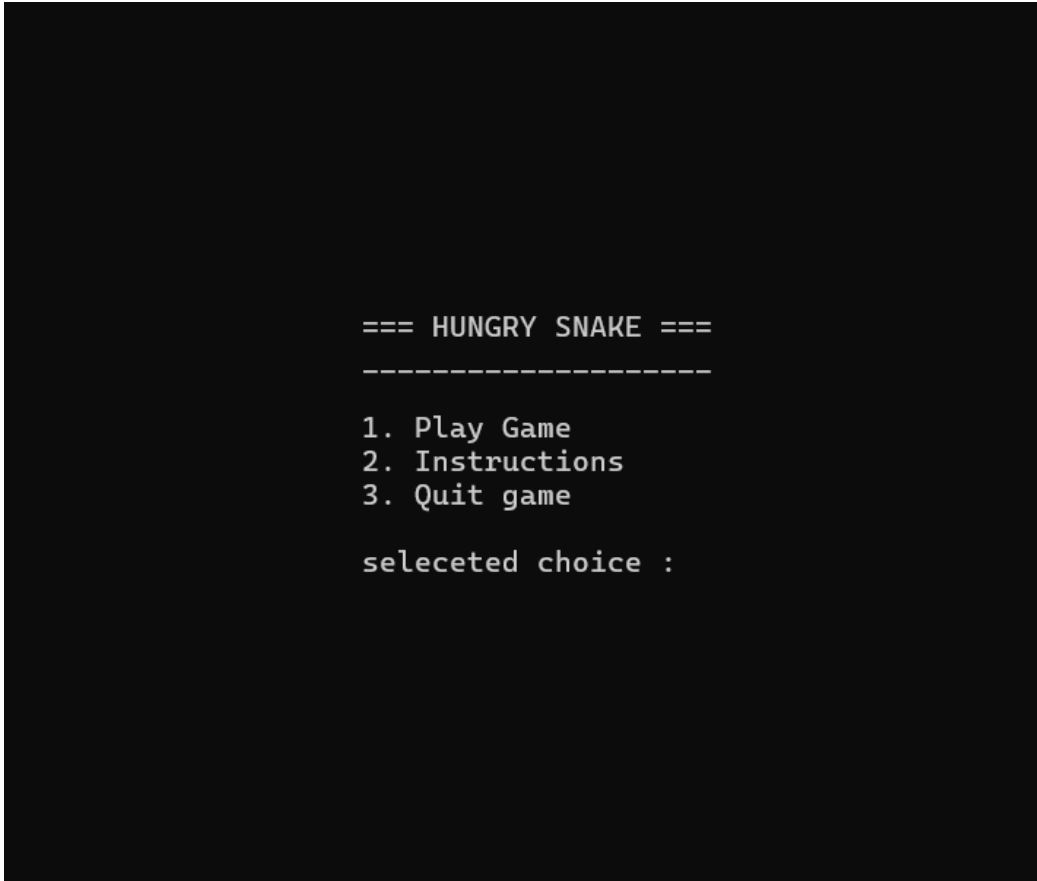 === HUNGRY SNAKE ===
--------------------
1. Play Game
2. Instructions
3. Quit game
seleceted choice :